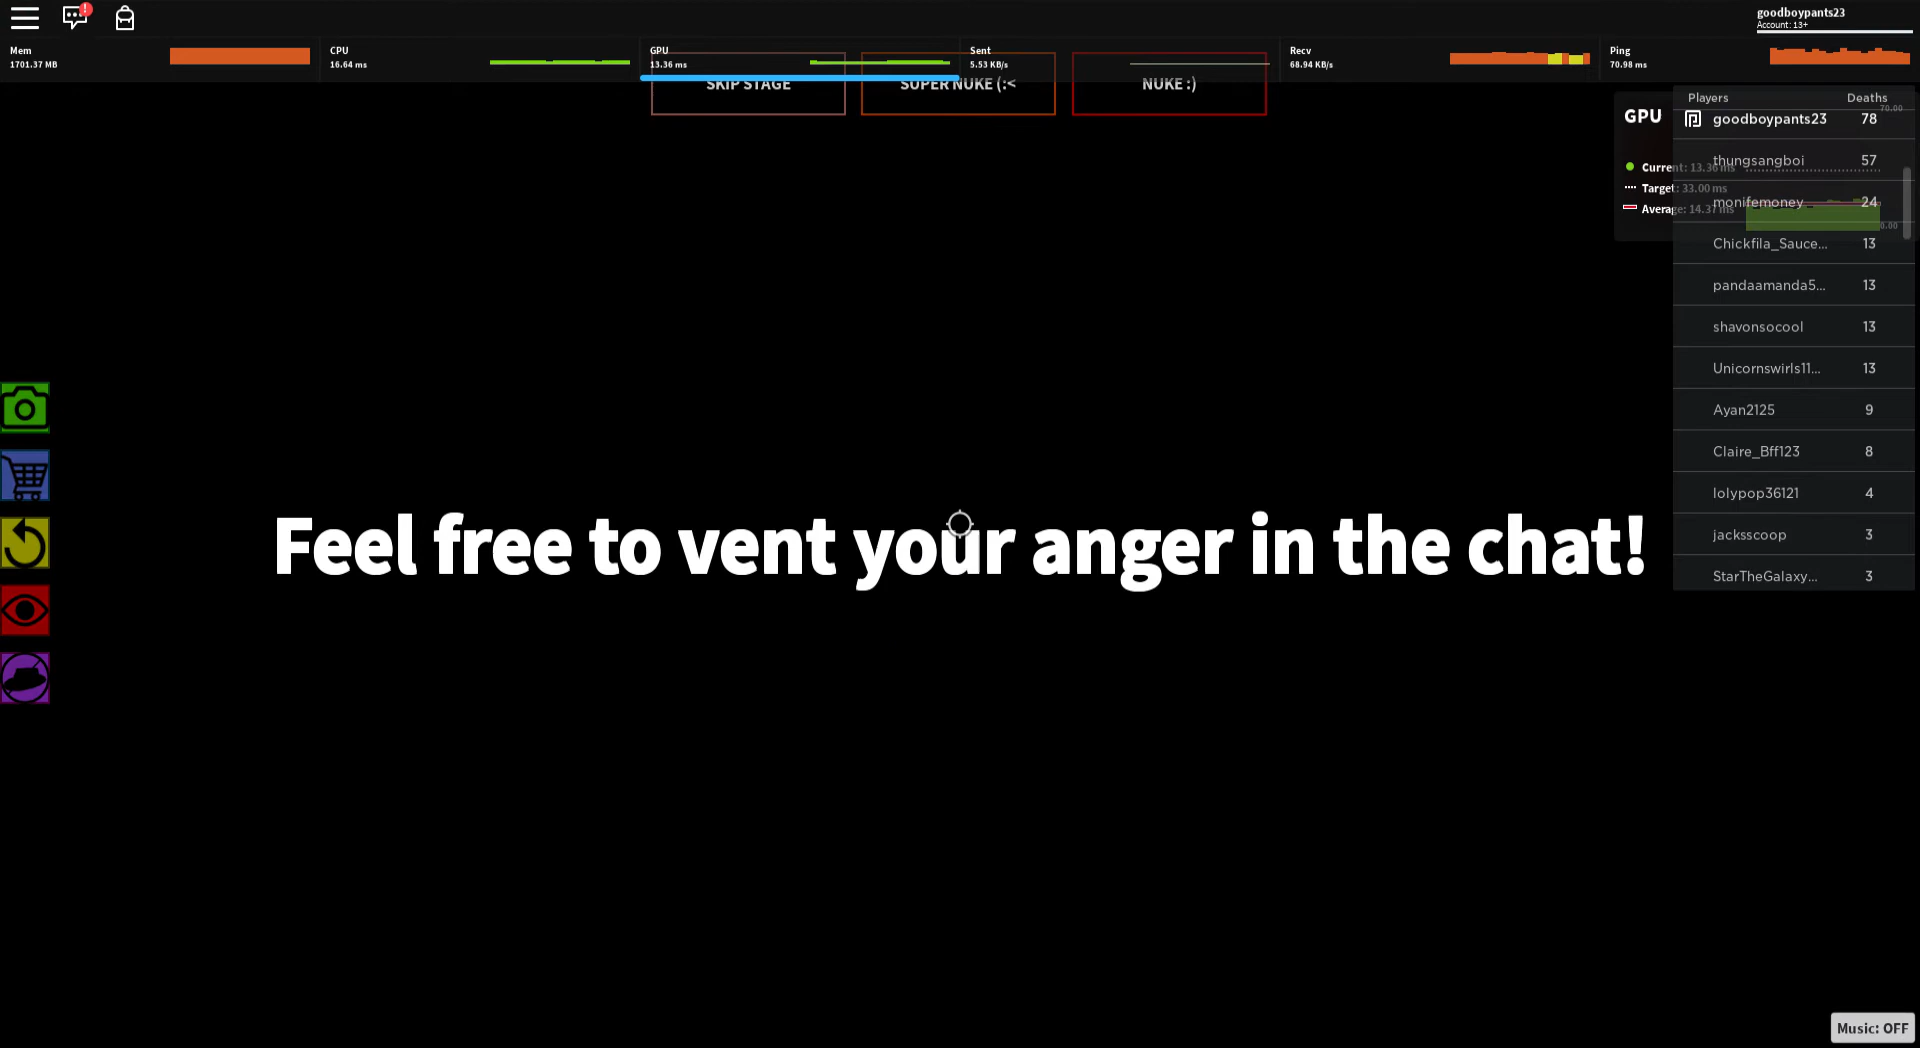 goodboypants23
Account: 13+
Mem
1701.37 MB
CPU
16.64 ms
GPU
13.36 ms
Sent
5.53 KB/s
Recv
68.94 KB/s
Ping
70.98 ms
SKIP STAGE
SUPER NUKE (:<
NUKE :)
Players Deaths
70.00
GPU
goodboypants23 78
thungsangboi 57
Current: 13.36 ms
Target: 33.00 ms
monifemoney 24
Average: 14.37 ms
0.00
Chickfila_Sauce... 13
pandaamanda5... 13
shavonsocool 13
Unicornswirls11... 13
Ayan2125 9
Claire_Bff123 8
lolypop36121 4
jacksscoop 3
StarTheGalaxy... 3
Feel free to vent your anger in the chat!
Music: OFF